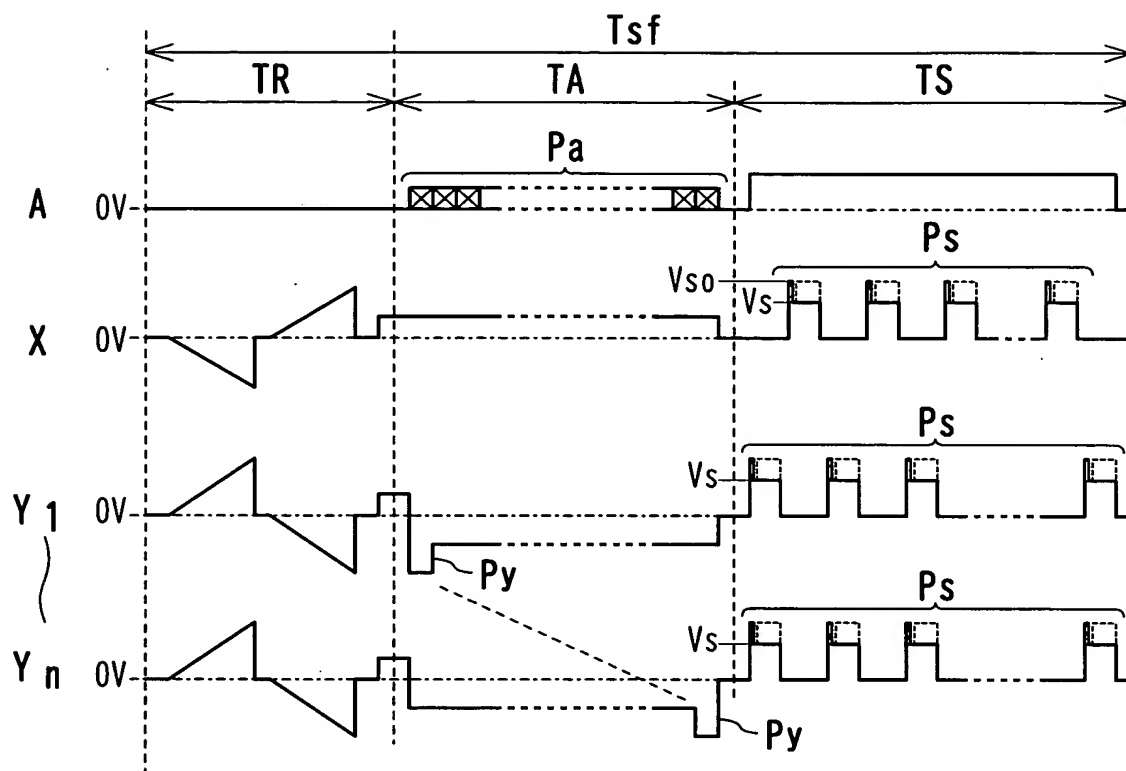 Tsf
TR TA TS
Pa
A 0V
Ps
Vso
Vs
X 0V
Ps
Vs
Y1 0V
Py
Ps
Vs
Yn 0V
Py